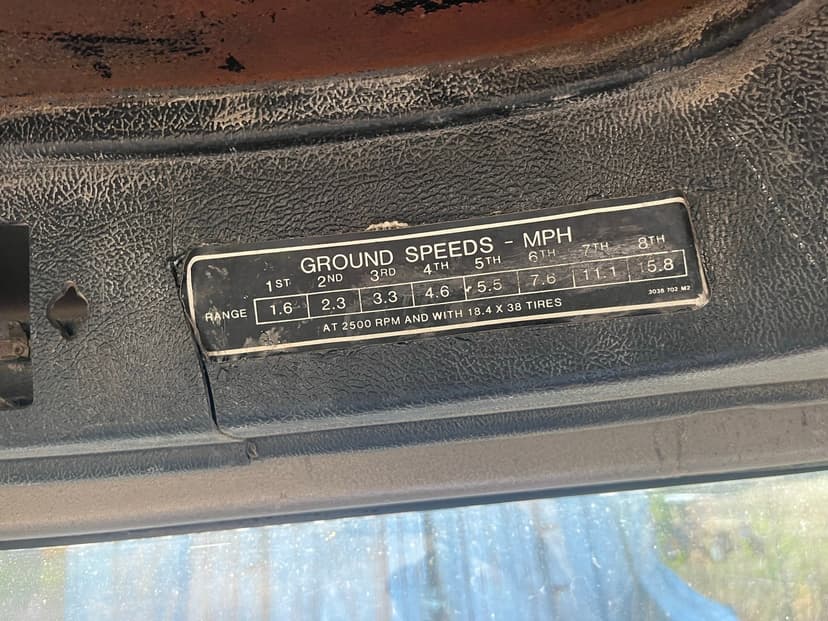 GROUND SPEEDS - MPH
1ST 2ND 3RD 4TH 5TH 6TH 7TH 8TH
RANGE 1.6 2.3 3.3 4.6 5.5 7.6 11.1 15.8
AT 2500 RPM AND WITH 18.4 X 38 TIRES
3038 702 M2